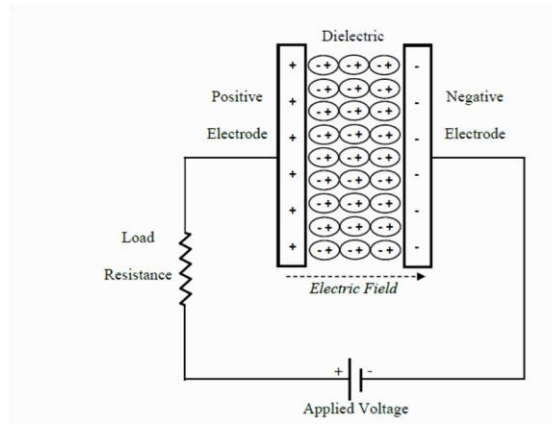 Dielectric
Positive
Electrode
Negative
Electrode
+ - + - + - + -
+ - + - + - + -
+ - + - + - + -
+ - + - + - + -
+ - + - + - + -
+ - + - + - + -
- + - + - +
- + - + - +
- + - + - +
Load
Resistance
Electric Field
+ -
Applied Voltage